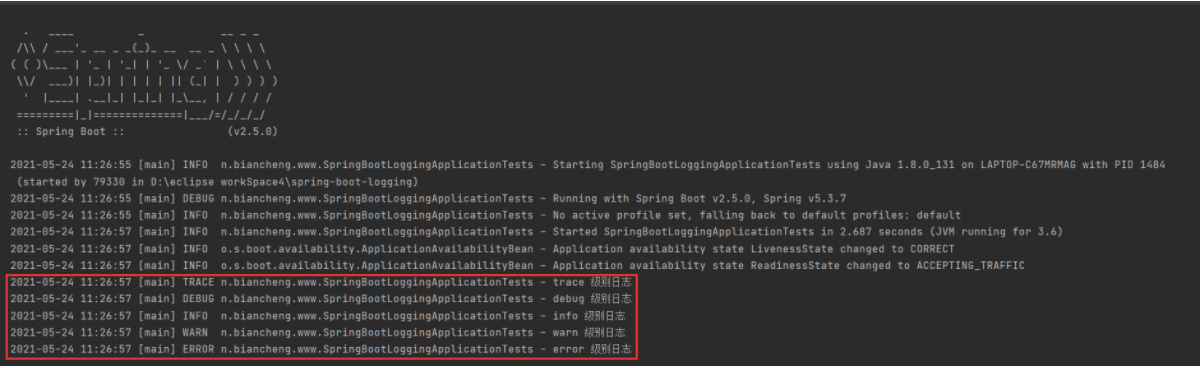 .   ____          _            __ _ _
 /\\ / ___'_ __ _ _(_)_ __  __ _ \ \ \ \
( ( )\___ | '_ | '_| | '_ \/ _` | \ \ \ \
 \\/  ___)| |_)| | | | | || (_| |  ) ) ) )
  '  |____| .__|_| |_|_| |_\__, | / / / /
 =========|_|==============|___/=/_/_/_/
 :: Spring Boot ::                (v2.5.0)
2021-05-24 11:26:55 [main] INFO  n.biancheng.www.SpringBootLoggingApplicationTests - Starting SpringBootLoggingApplicationTests using Java 1.8.0_131 on LAPTOP-C67MRMAG with PID 1484
 (started by 79330 in D:\eclipse workSpace4\spring-boot-logging)
2021-05-24 11:26:55 [main] DEBUG n.biancheng.www.SpringBootLoggingApplicationTests - Running with Spring Boot v2.5.0, Spring v5.3.7
2021-05-24 11:26:55 [main] INFO  n.biancheng.www.SpringBootLoggingApplicationTests - No active profile set, falling back to default profiles: default
2021-05-24 11:26:57 [main] INFO  n.biancheng.www.SpringBootLoggingApplicationTests - Started SpringBootLoggingApplicationTests in 2.687 seconds (JVM running for 3.6)
2021-05-24 11:26:57 [main] INFO  o.s.boot.availability.ApplicationAvailabilityBean - Application availability state LivenessState changed to CORRECT
2021-05-24 11:26:57 [main] INFO  o.s.boot.availability.ApplicationAvailabilityBean - Application availability state ReadinessState changed to ACCEPTING_TRAFFIC
2021-05-24 11:26:57 [main] TRACE n.biancheng.www.SpringBootLoggingApplicationTests - trace 级别日志
2021-05-24 11:26:57 [main] DEBUG n.biancheng.www.SpringBootLoggingApplicationTests - debug 级别日志
2021-05-24 11:26:57 [main] INFO  n.biancheng.www.SpringBootLoggingApplicationTests - info 级别日志
2021-05-24 11:26:57 [main] WARN  n.biancheng.www.SpringBootLoggingApplicationTests - warn 级别日志
2021-05-24 11:26:57 [main] ERROR n.biancheng.www.SpringBootLoggingApplicationTests - error 级别日志